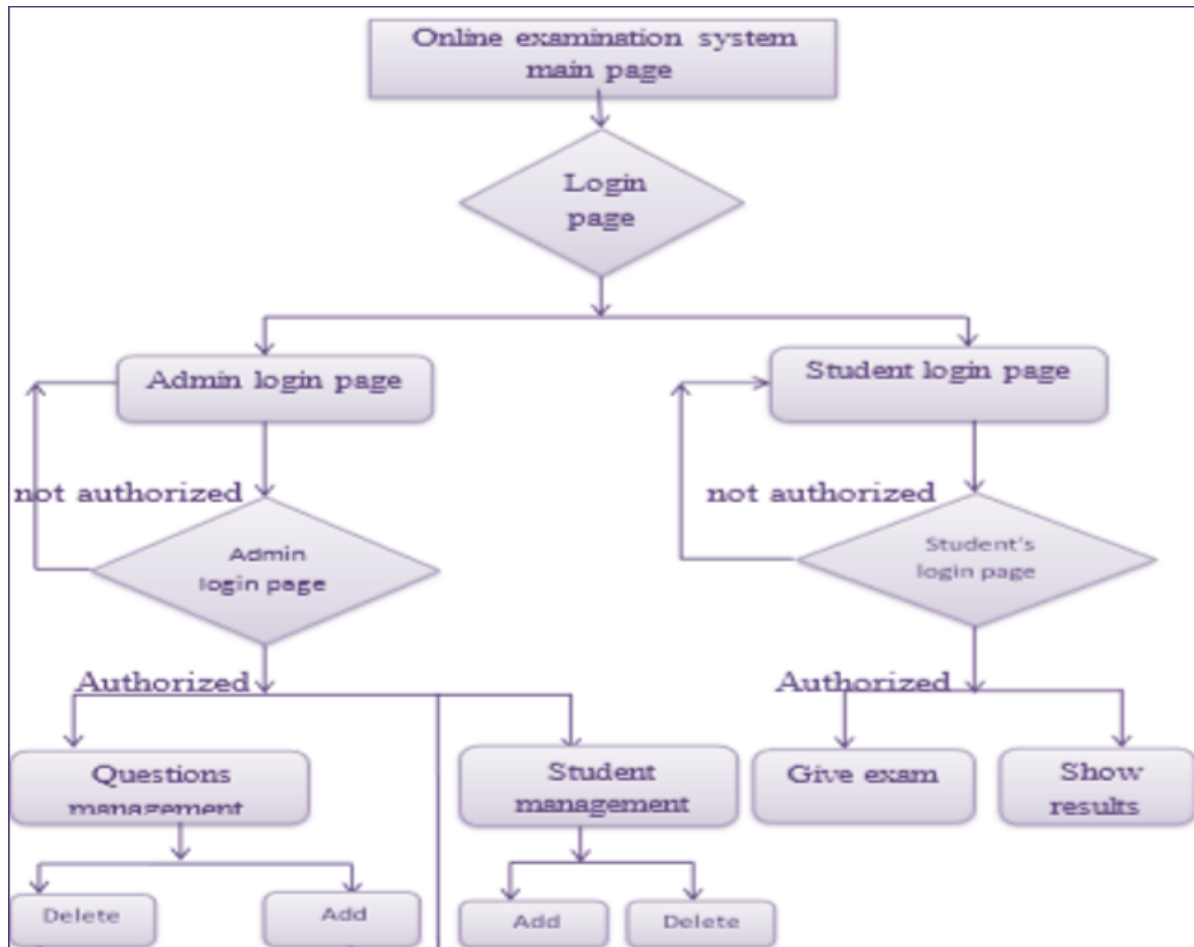 Online examination system
main page
Login
page
Admin login page
Student login page
not authorized
not authorized
Admin
login page
Student's
login page
Authorized
Authorized
Questions
management
Student
management
Give exam
Show
results
Delete
Add
Add
Delete